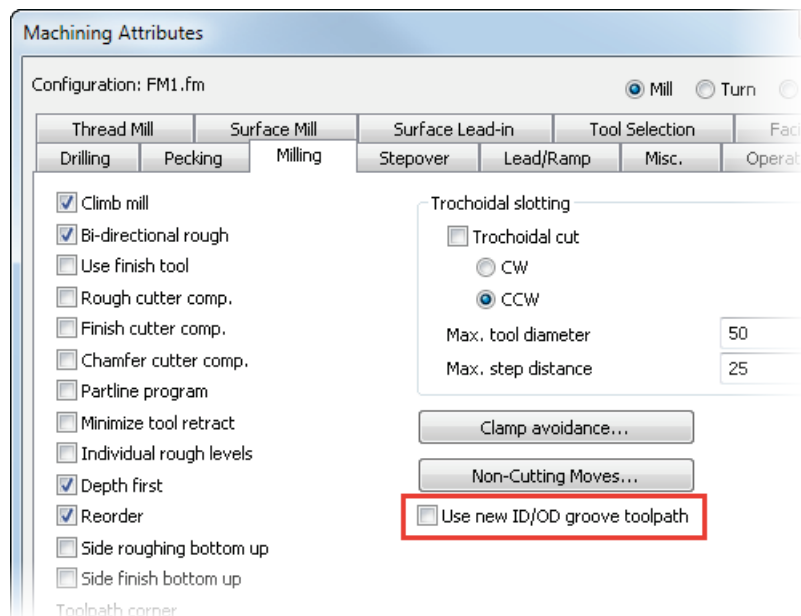 Machining Attributes
Configuration: FM1.fm
Mill Turn
Thread Mill Surface Mill Surface Lead-in Tool Selection
Drilling Pecking Milling Stepover Lead/Ramp Misc.
Climb mill
Bi-directional rough
Use finish tool
Rough cutter comp.
Finish cutter comp.
Chamfer cutter comp.
Partline program
Minimize tool retract
Individual rough levels
Depth first
Reorder
Side roughing bottom up
Side finish bottom up
Toolpath corner
Trochoidal slotting
Trochoidal cut
CW
CCW
Max. tool diameter 50
Max. step distance 25
Clamp avoidance...
Non-Cutting Moves...
Use new ID/OD groove toolpath